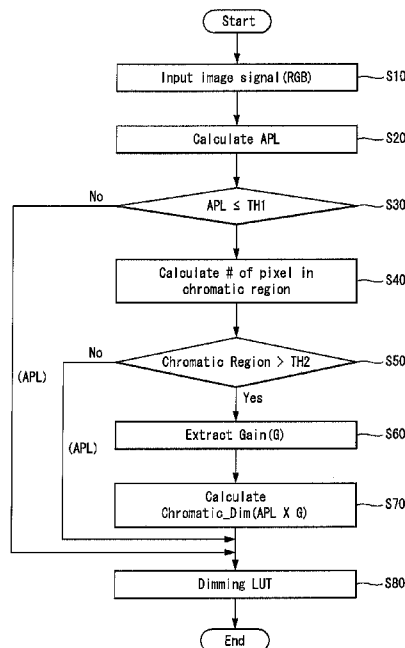 Start
Input image signal(RGB)
S10
Calculate APL
S20
No
APL ≤ TH1
S30
Calculate # of pixel in
chromatic region
S40
No
Chromatic Region > TH2
S50
(APL)
Yes
(APL)
Extract Gain(G)
S60
Calculate
Chromatic_Dim(APL X G)
S70
Dimming LUT
S80
End